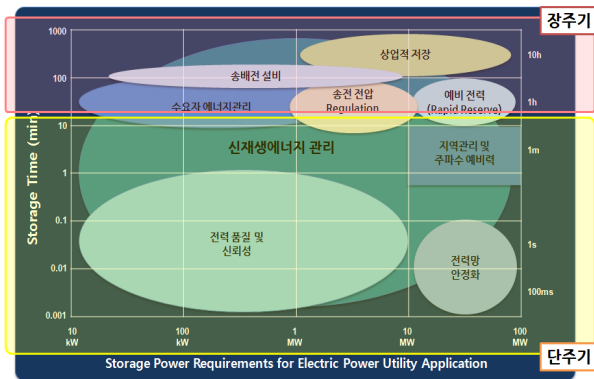 장주기
1000
상업적 저장
10h
송배전 설비
100
송전 전압
Regulation
예비 전력
(Rapid Reserve)
수요자 에너지관리
1h
10
신재생에너지 관리
지역관리 및
주파수 예비력
1m
1
Storage Time (min)
0.1
전력 품질 및
신뢰성
1s
전력망
안정화
0.01
100ms
0.001
10
kW
100
kW
1
MW
10
MW
100
MW
단주기
Storage Power Requirements for Electric Power Utility Application